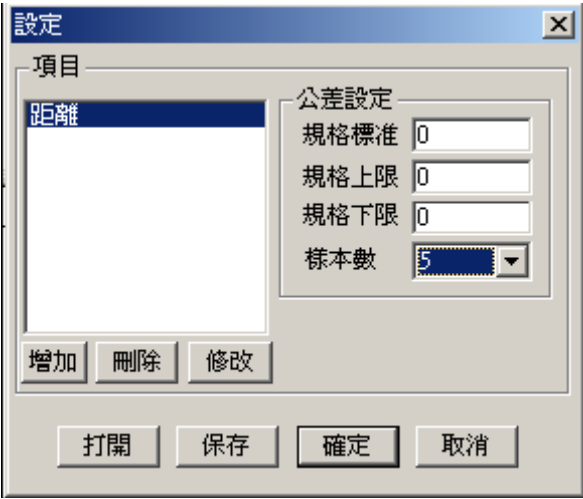 設定
項目
距離
公差設定
規格標准 0
規格上限 0
規格下限 0
樣本數 5
增加 刪除 修改
打開 保存 確定 取消